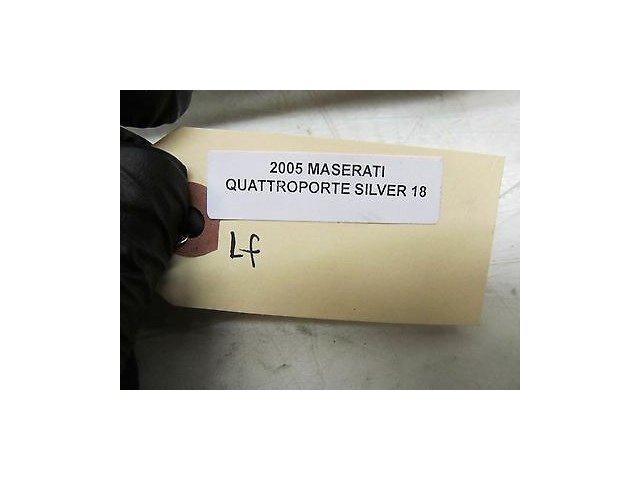 2005 MASERATI
QUATTROPORTE SILVER 18
Lf